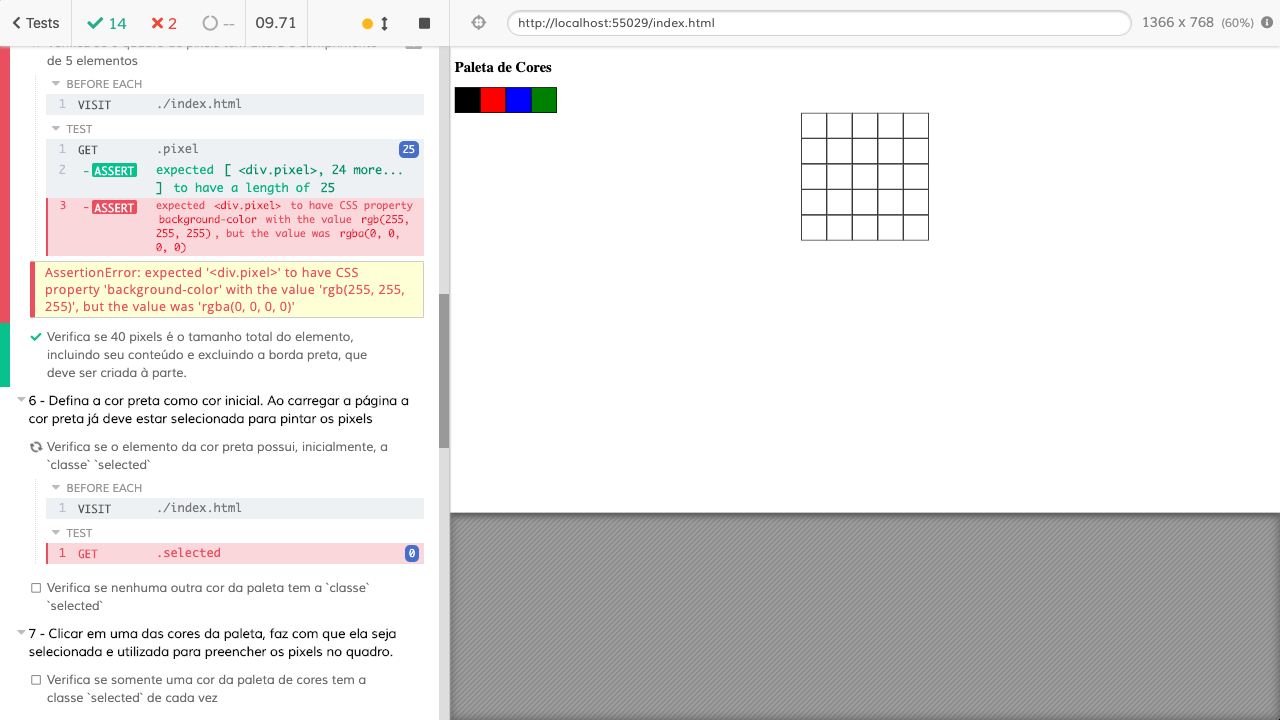 Tests 14 2 -- 09.71 http://localhost:55029/index.html 1366 x 768 (60%)
de 5 elementos
BEFORE EACH
1 VISIT ./index.html
TEST
1 GET .pixel 25
2 - ASSERT expected [ <div.pixel>, 24 more...
] to have a length of 25
3 - ASSERT expected <div.pixel> to have CSS property
background-color with the value rgb(255,
255, 255) , but the value was rgba(0, 0,
0, 0)
AssertionError: expected '<div.pixel>' to have CSS
property 'background-color' with the value 'rgb(255, 255,
255)', but the value was 'rgba(0, 0, 0, 0)'
Verifica se 40 pixels é o tamanho total do elemento,
incluindo seu conteúdo e excluindo a borda preta, que
deve ser criada à parte.
6 - Defina a cor preta como cor inicial. Ao carregar a página a
cor preta já deve estar selecionada para pintar os pixels
Verifica se o elemento da cor preta possui, inicialmente, a
`classe` `selected`
BEFORE EACH
1 VISIT ./index.html
TEST
1 GET .selected 0
Verifica se nenhuma outra cor da paleta tem a `classe`
`selected`
7 - Clicar em uma das cores da paleta, faz com que ela seja
selecionada e utilizada para preencher os pixels no quadro.
Verifica se somente uma cor da paleta de cores tem a
classe `selected` de cada vez
Paleta de Cores